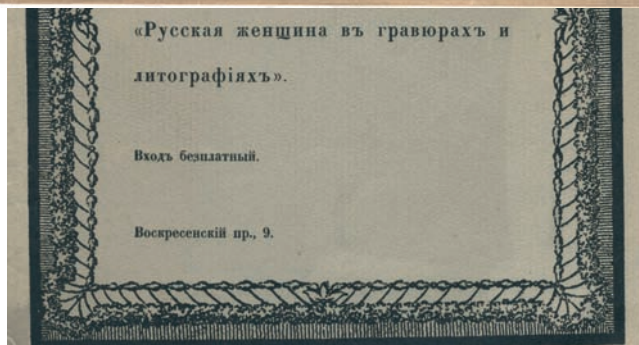 «Русская женщина въ гравюрахъ и
литографіяхъ».
Входъ безплатный.
Воскресенскій пр., 9.